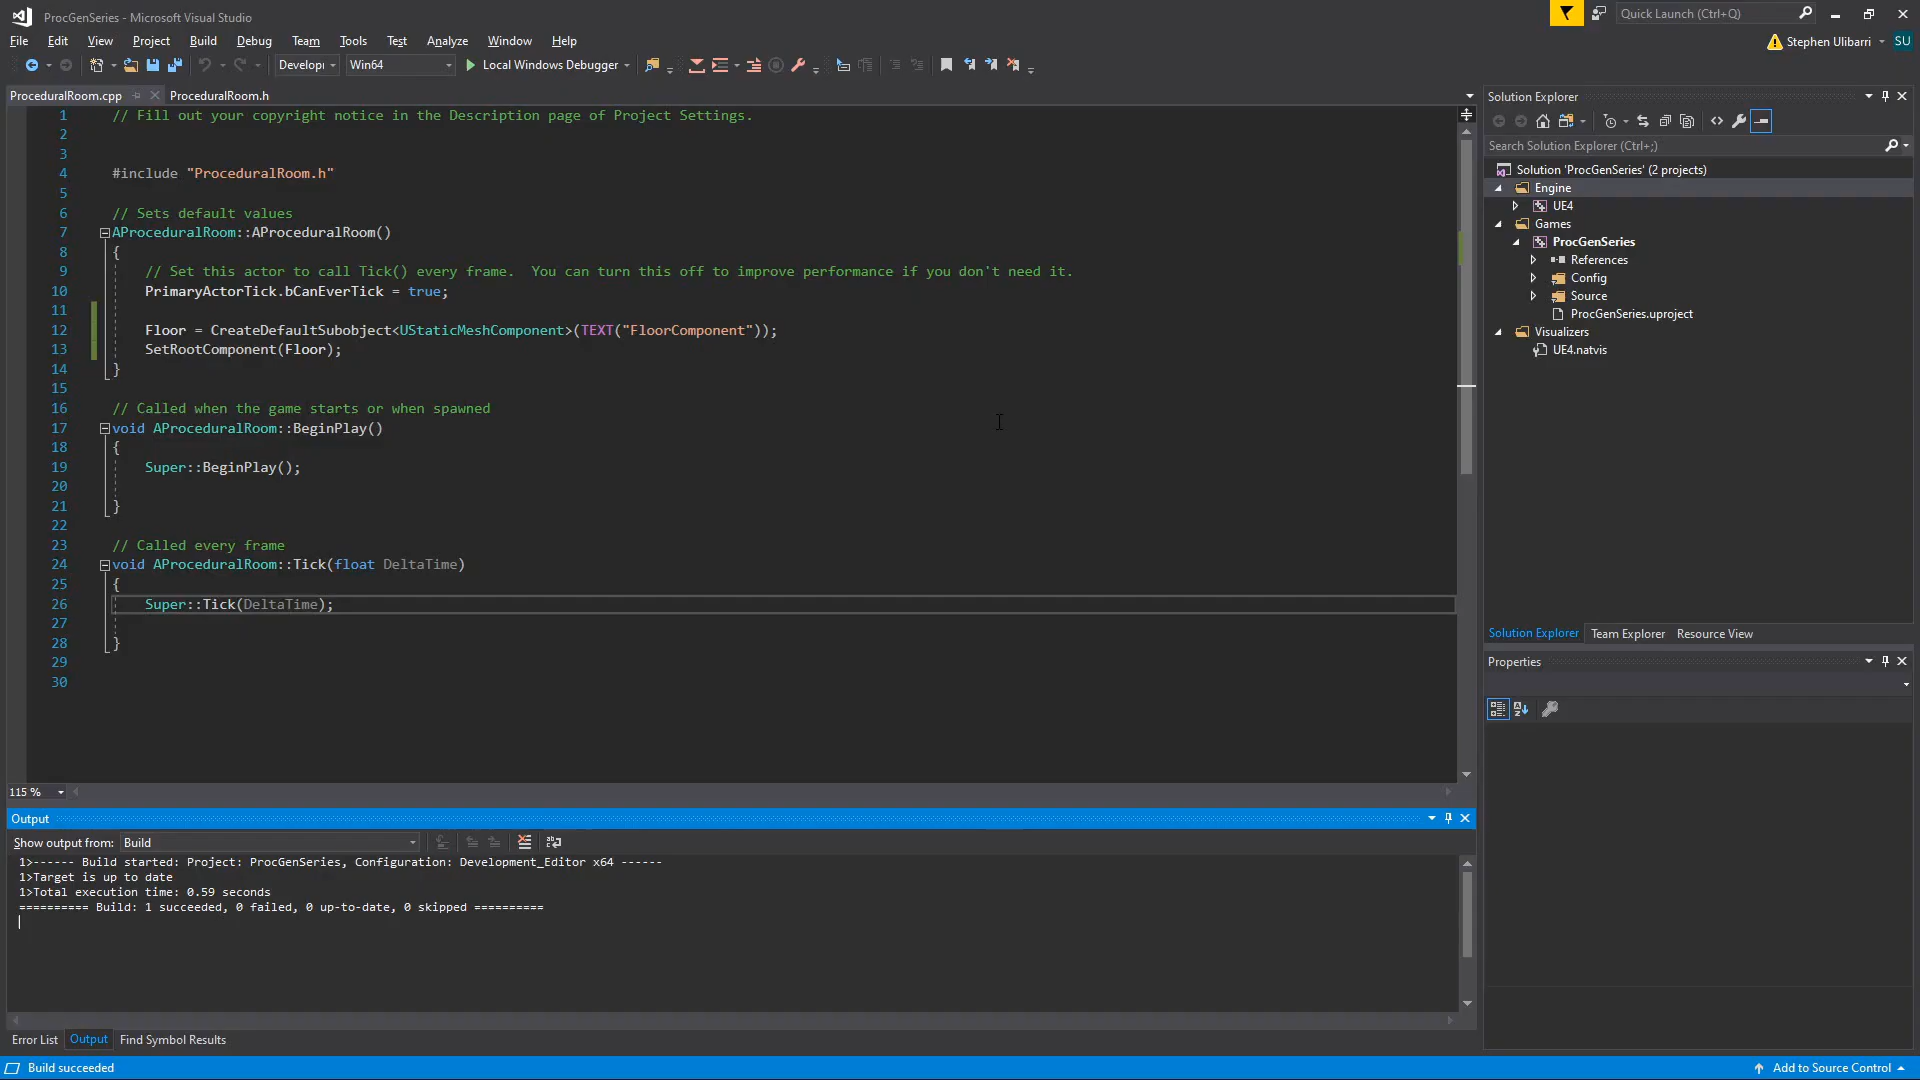 ProcGenSeries - Microsoft Visual Studio
Quick Launch (Ctrl+Q)
File Edit View Project Build Debug Team Tools Test Analyze Window Help
Stephen Ulibarri SU
Developi Win64 Local Windows Debugger
ProceduralRoom.cpp ProceduralRoom.h
1 // Fill out your copyright notice in the Description page of Project Settings.
2
3
4 #include "ProceduralRoom.h"
5
6 // Sets default values
7 AProceduralRoom::AProceduralRoom()
8 {
9 // Set this actor to call Tick() every frame.  You can turn this off to improve performance if you don't need it.
10 PrimaryActorTick.bCanEverTick = true;
11
12 Floor = CreateDefaultSubobject<UStaticMeshComponent>(TEXT("FloorComponent"));
13 SetRootComponent(Floor);
14 }
15
16 // Called when the game starts or when spawned
17 void AProceduralRoom::BeginPlay()
18 {
19 Super::BeginPlay();
20
21 }
22
23 // Called every frame
24 void AProceduralRoom::Tick(float DeltaTime)
25 {
26 Super::Tick(DeltaTime);
27
28 }
29
30
115 %
Output
Show output from: Build
1>------ Build started: Project: ProcGenSeries, Configuration: Development_Editor x64 ------
1>Target is up to date
1>Total execution time: 0.59 seconds
========== Build: 1 succeeded, 0 failed, 0 up-to-date, 0 skipped ==========
Error List Output Find Symbol Results
Build succeeded
Solution Explorer
Search Solution Explorer (Ctrl+;)
Solution 'ProcGenSeries' (2 projects)
Engine
UE4
Games
ProcGenSeries
References
Config
Source
ProcGenSeries.uproject
Visualizers
UE4.natvis
Solution Explorer Team Explorer Resource View
Properties
Add to Source Control